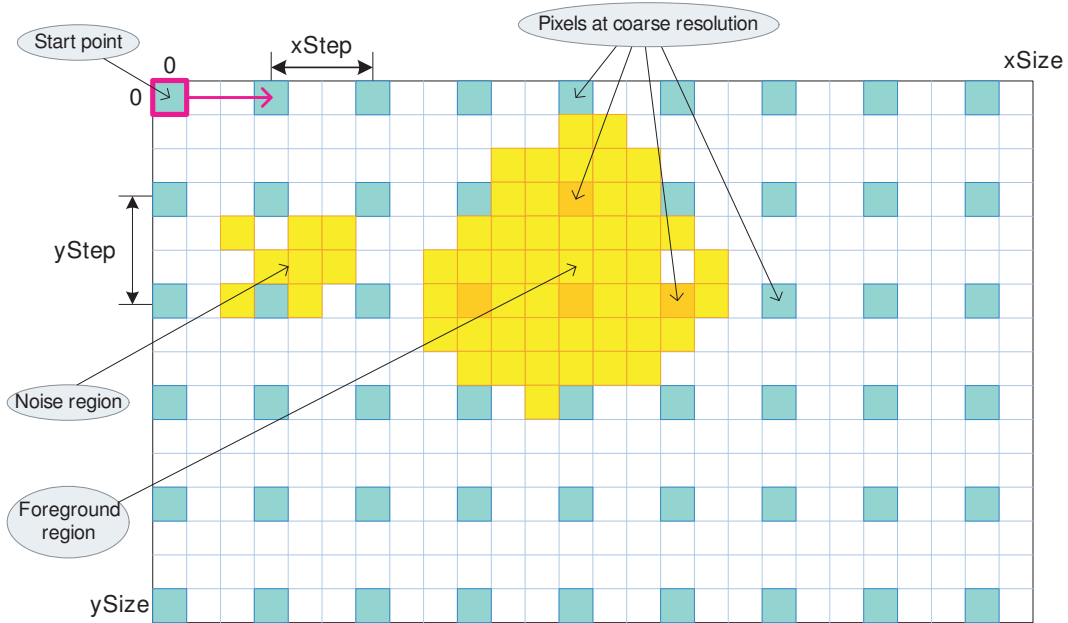 Start point
Pixels at coarse resolution
xStep
0
xSize
0
yStep
Noise region
Foreground
region
ySize